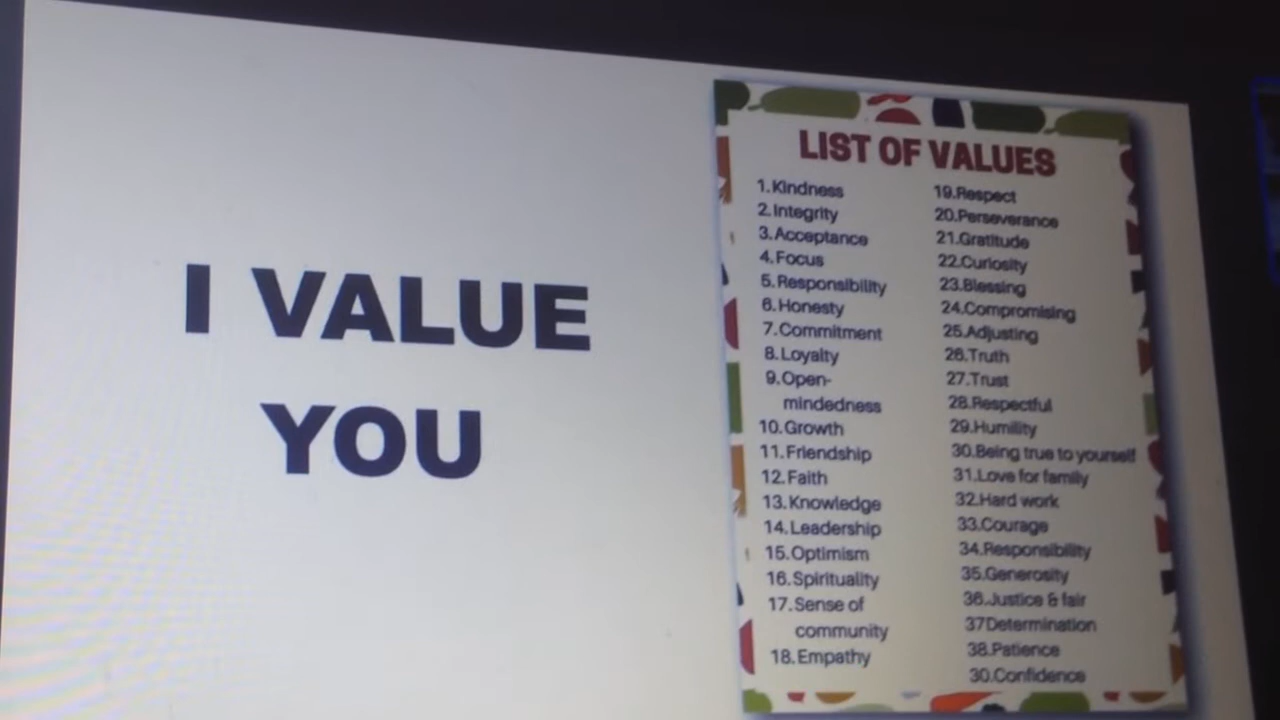 I VALUE
YOU
LIST OF VALUES
1. Kindness
2. Integrity
3. Acceptance
4. Focus
5. Responsibility
6. Honesty
7. Commitment
8. Loyalty
9. Open-
mindedness
10. Growth
11. Friendship
12. Faith
13. Knowledge
14. Leadership
15. Optimism
16. Spirituality
17. Sense of
community
18. Empathy
19.Respect
20.Perseverance
21.Gratitude
22.Curiosity
23.Blessing
24.Compromising
25.Adjusting
26.Truth
27.Trust
28.Respectful
29.Humility
30.Being true to yourself
31.Love for family
32.Hard work
33.Courage
34.Responsibility
35.Generosity
36.Justice & fair
37Determination
38.Patience
30.Confidence